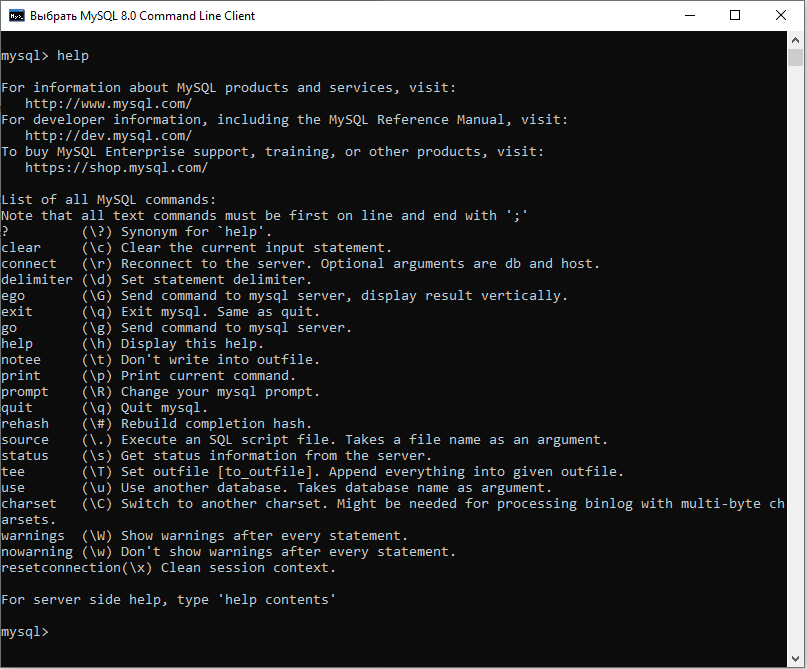 Выбрать MySQL 8.0 Command Line Client
mysql> help
For information about MySQL products and services, visit:
   http://www.mysql.com/
For developer information, including the MySQL Reference Manual, visit:
   http://dev.mysql.com/
To buy MySQL Enterprise support, training, or other products, visit:
   https://shop.mysql.com/
List of all MySQL commands:
Note that all text commands must be first on line and end with ';'
?         (\?) Synonym for `help'.
clear     (\c) Clear the current input statement.
connect   (\r) Reconnect to the server. Optional arguments are db and host.
delimiter (\d) Set statement delimiter.
ego       (\G) Send command to mysql server, display result vertically.
exit      (\q) Exit mysql. Same as quit.
go        (\g) Send command to mysql server.
help      (\h) Display this help.
notee     (\t) Don't write into outfile.
print     (\p) Print current command.
prompt    (\R) Change your mysql prompt.
quit      (\q) Quit mysql.
rehash    (\#) Rebuild completion hash.
source    (\.) Execute an SQL script file. Takes a file name as an argument.
status    (\s) Get status information from the server.
tee       (\T) Set outfile [to_outfile]. Append everything into given outfile.
use       (\u) Use another database. Takes database name as argument.
charset   (\C) Switch to another charset. Might be needed for processing binlog with multi-byte ch
arsets.
warnings  (\W) Show warnings after every statement.
nowarning (\w) Don't show warnings after every statement.
resetconnection(\x) Clean session context.
For server side help, type 'help contents'
mysql>